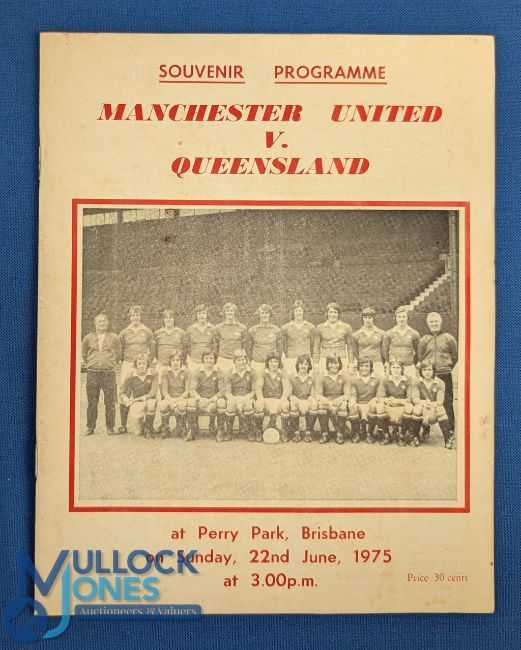 SOUVENIR PROGRAMME
MANCHESTER UNITED
V.
QUEENSLAND
at Perry Park, Brisbane
on Sunday, 22nd June, 1975
at 3.00p.m.
Price 30 cents
MULLOCK
JONES
Auctioneers & Valuers